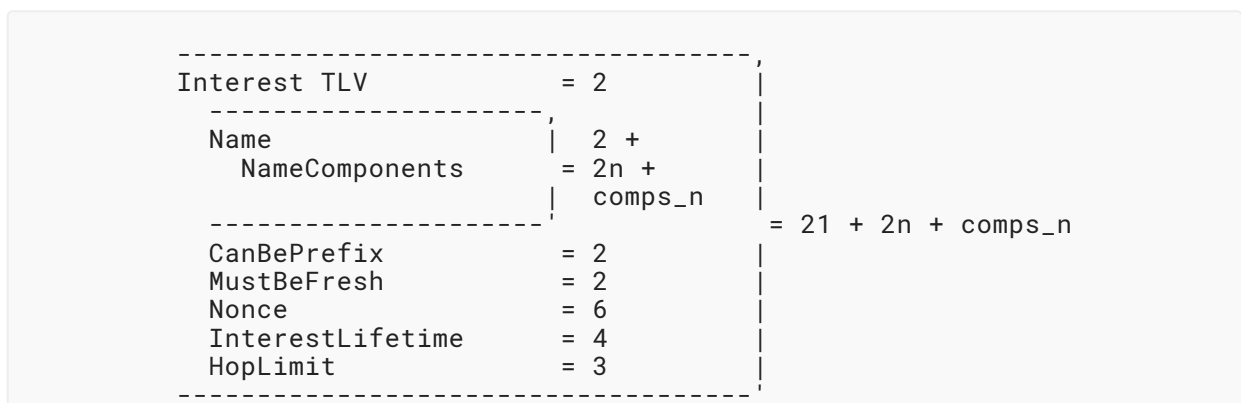 ------------------------------------,
Interest TLV            = 2         |
  ---------------------,            |
  Name                 |  2 +       |
    NameComponents      = 2n +      |
                       |  comps_n   |
  ---------------------'             = 21 + 2n + comps_n
  CanBePrefix           = 2         |
  MustBeFresh           = 2         |
  Nonce                 = 6         |
  InterestLifetime      = 4         |
  HopLimit              = 3         |
------------------------------------'